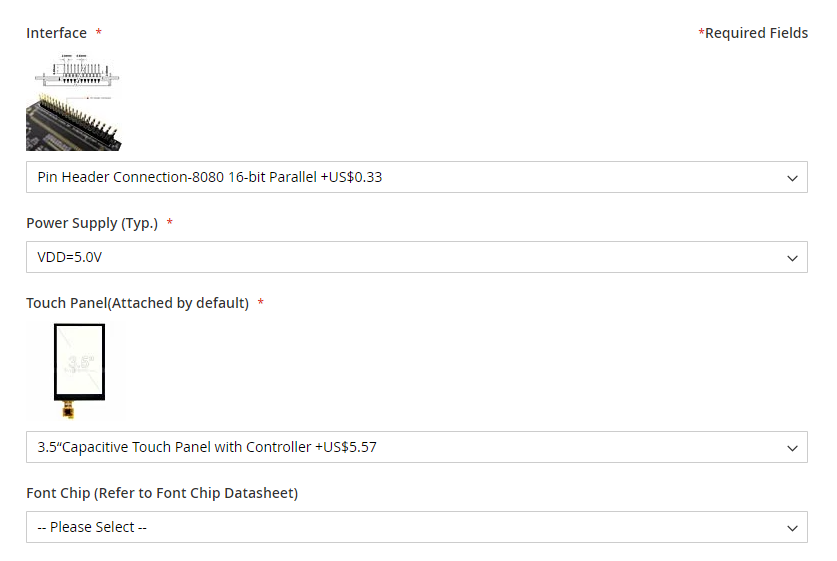 Interface *
*Required Fields
Pin Header Connection-8080 16-bit Parallel +US$0.33
Power Supply (Typ.) *
VDD=5.0V
Touch Panel(Attached by default) *
3.5"
3.5“Capacitive Touch Panel with Controller +US$5.57
Font Chip (Refer to Font Chip Datasheet)
-- Please Select --